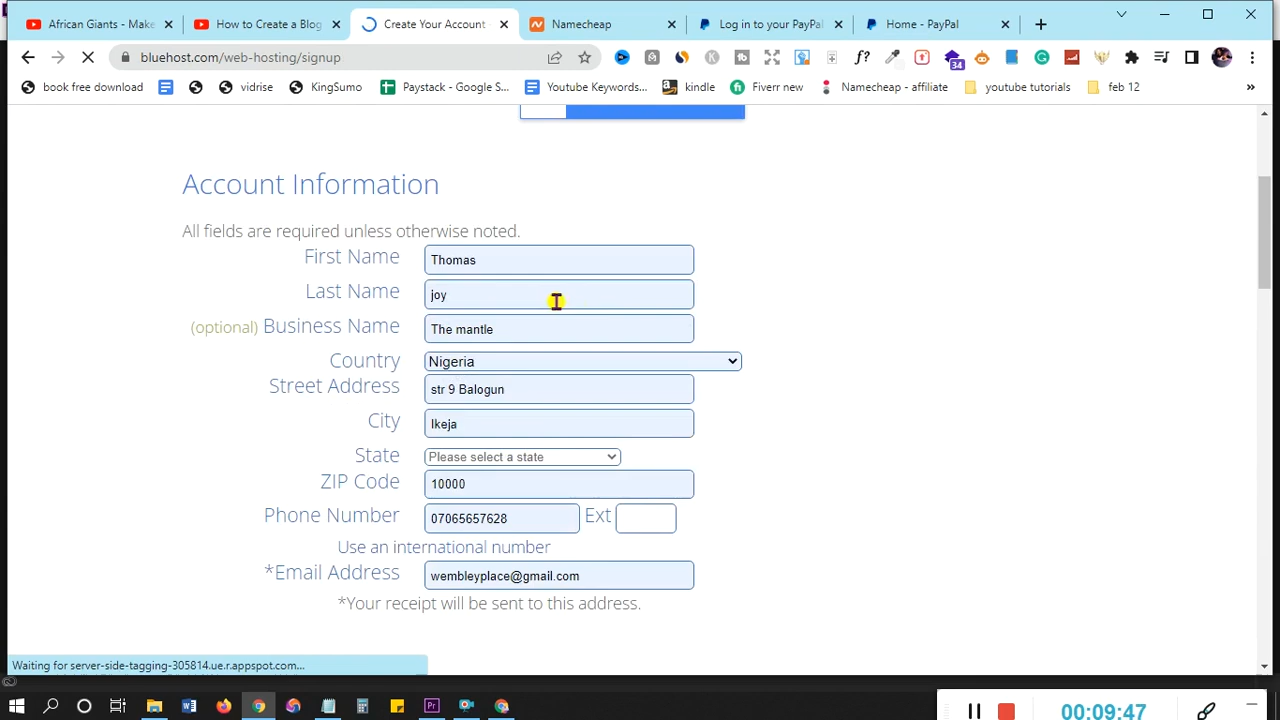 African Giants - Make
How to Create a Blog
Create Your Account
Namecheap
Log in to your PayPal
Home - PayPal
bluehost.com/web-hosting/signup
34
book free download
vidrise
KingSumo
Paystack - Google S...
Youtube Keywords...
kindle
Fiverr new
Namecheap - affiliate
youtube tutorials
feb 12
Account Information
All fields are required unless otherwise noted.
First Name Thomas
Last Name joy
(optional) Business Name The mantle
Country Nigeria
Street Address str 9 Balogun
City Ikeja
State Please select a state
ZIP Code 10000
Phone Number 07065657628 Ext
Use an international number
*Email Address wembleyplace@gmail.com
*Your receipt will be sent to this address.
Waiting for server-side-tagging-305814.ue.r.appspot.com...
00:09:47